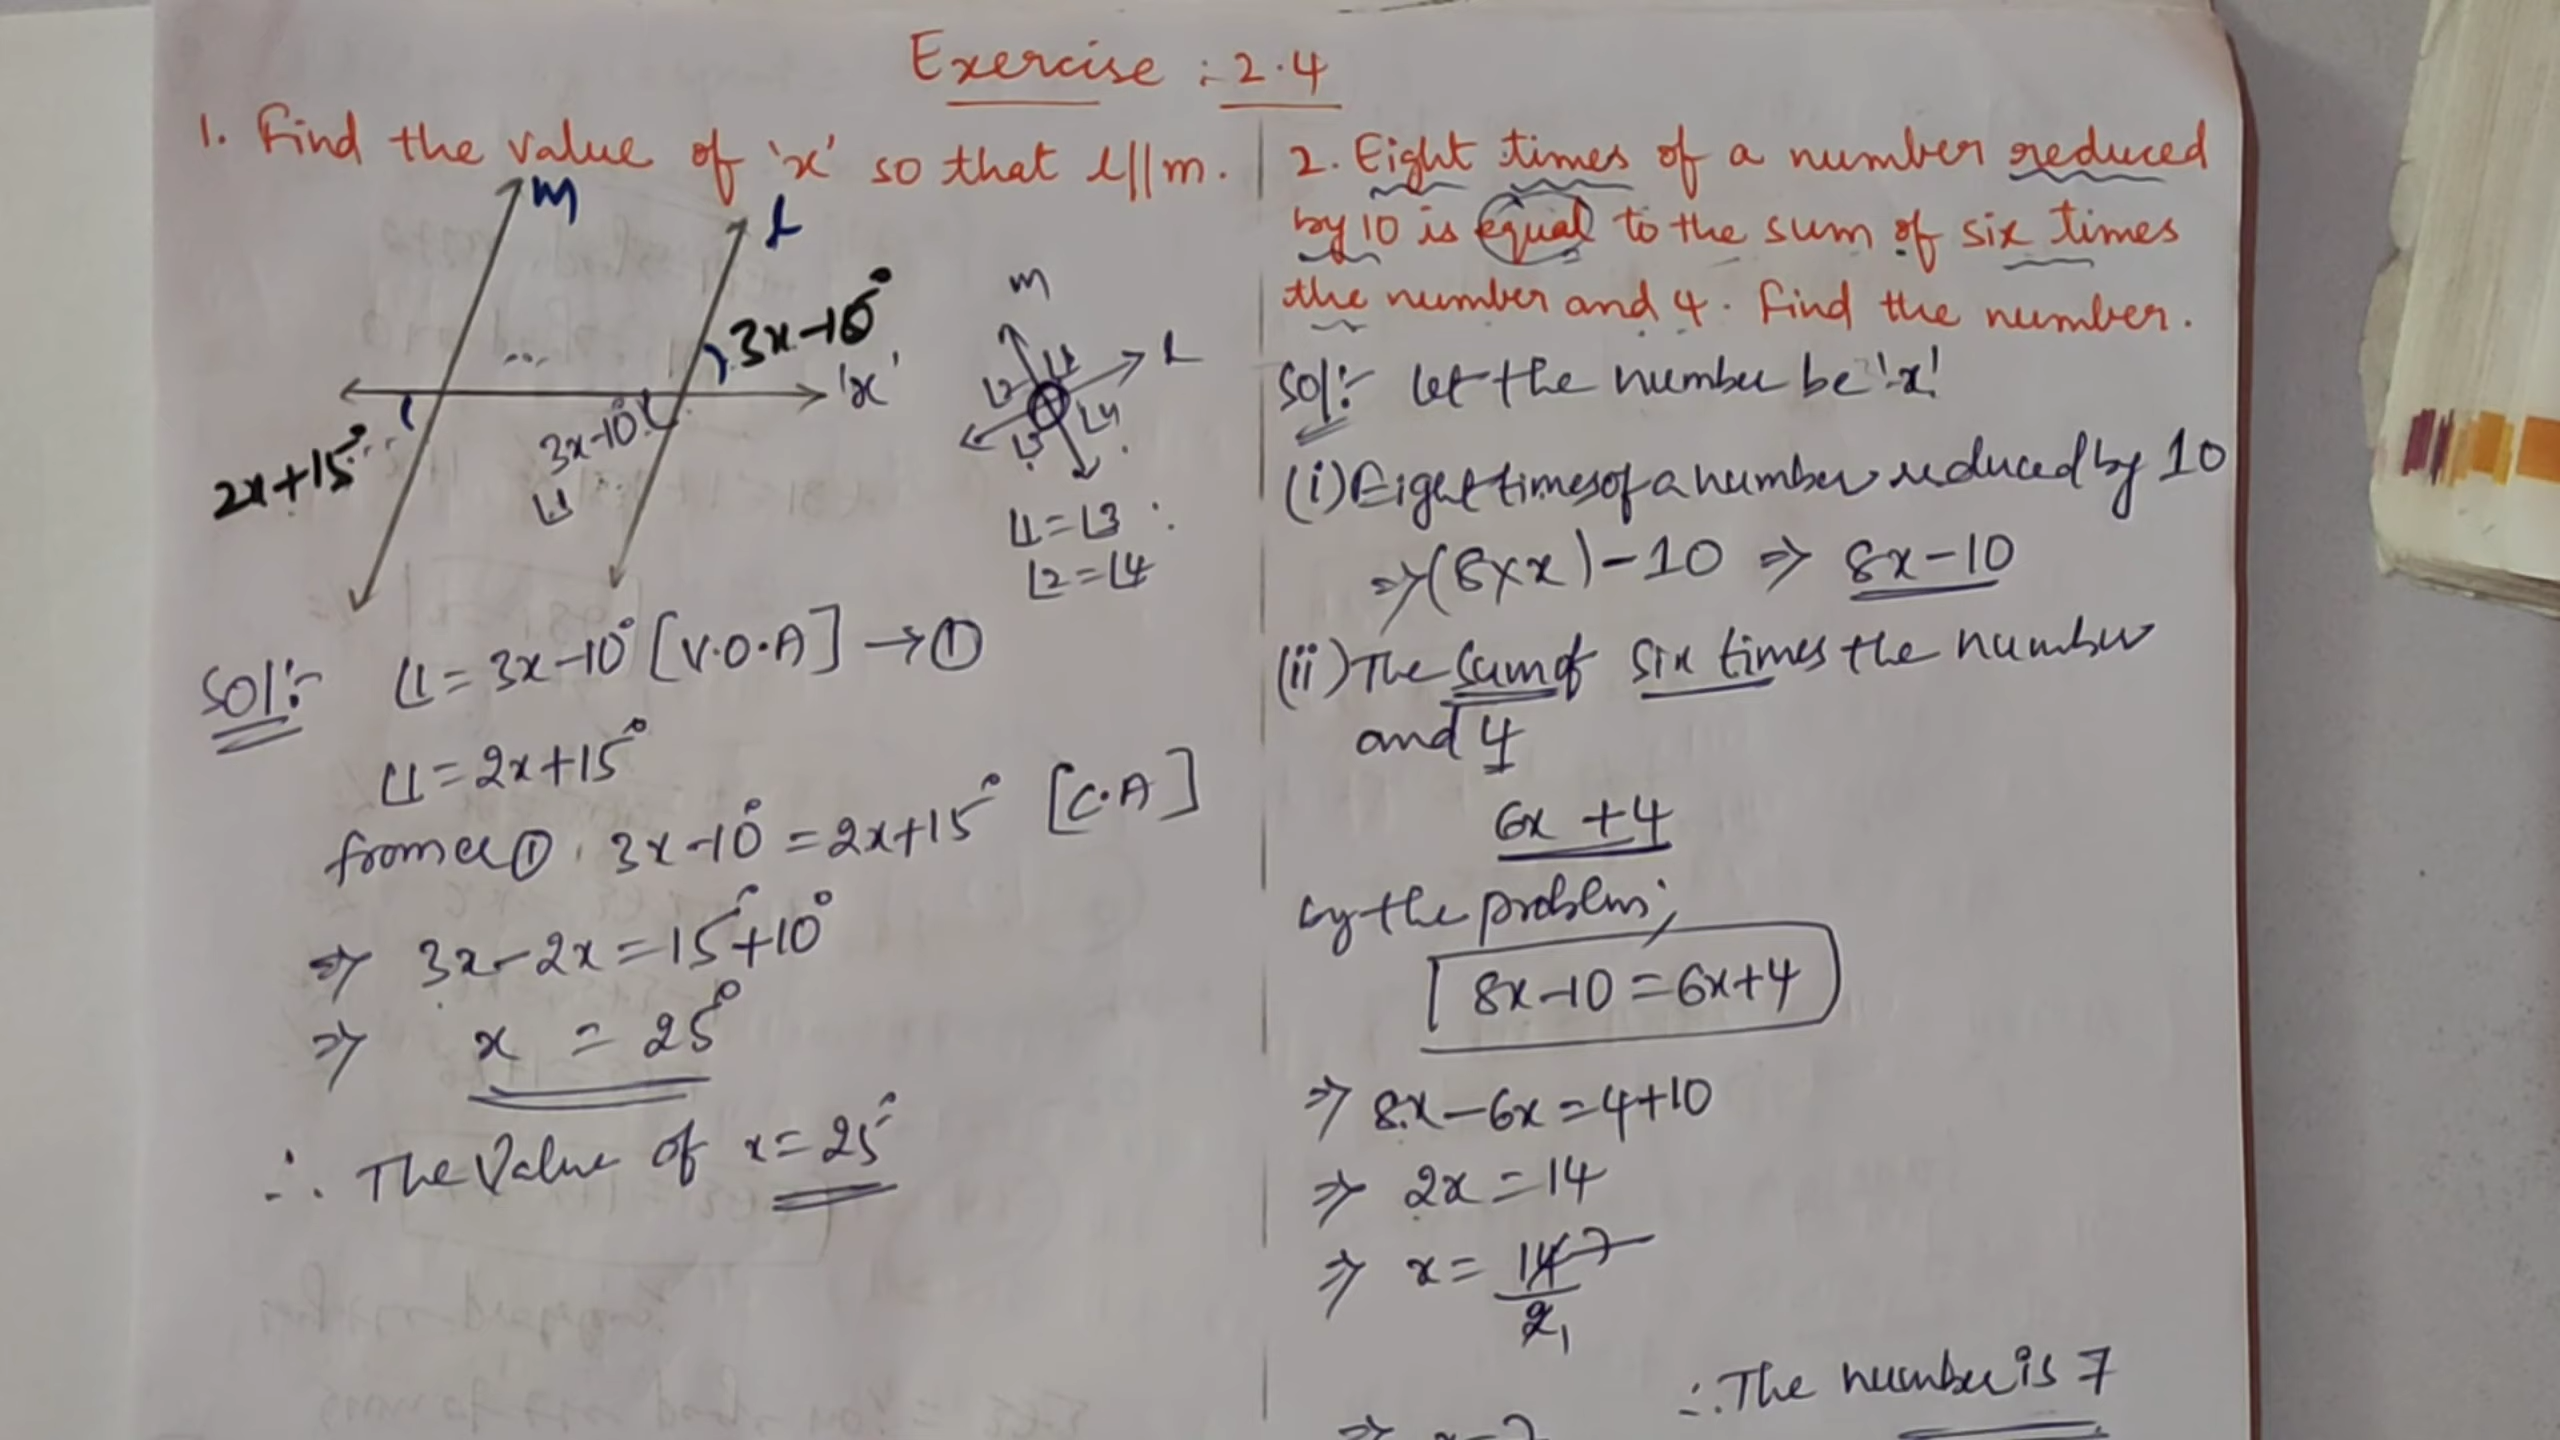 Exercise :- 2.4
1. Find the value of 'x' so that l||m.
m
L
3x-10°
'x'
2x+15°
3x-10°
∠1
m
L
∠1
∠2
∠3
∠4
∠1=∠3
∠2=∠4
Sol:- ∠1=3x-10° [V.O.A] → ①
∠1=2x+15°
from ① 3x-10°=2x+15° [C.A]
⇒ 3x-2x=15°+10°
⇒ x = 25°
∴ The Value of x=25°
2. Eight times of a number reduced
by 10 is equal to the sum of six times
the number and 4. Find the number.
Sol:- let the number be 'x'
(i) Eight times of a number reduced by 10
⇒ (8×x)-10 ⇒ 8x-10
(ii) The sum of six times the number
and 4
6x +4
by the problem,
8x-10=6x+4
⇒ 8x-6x=4+10
⇒ 2x=14
⇒ x= 14 7
2 1
∴ The number is 7